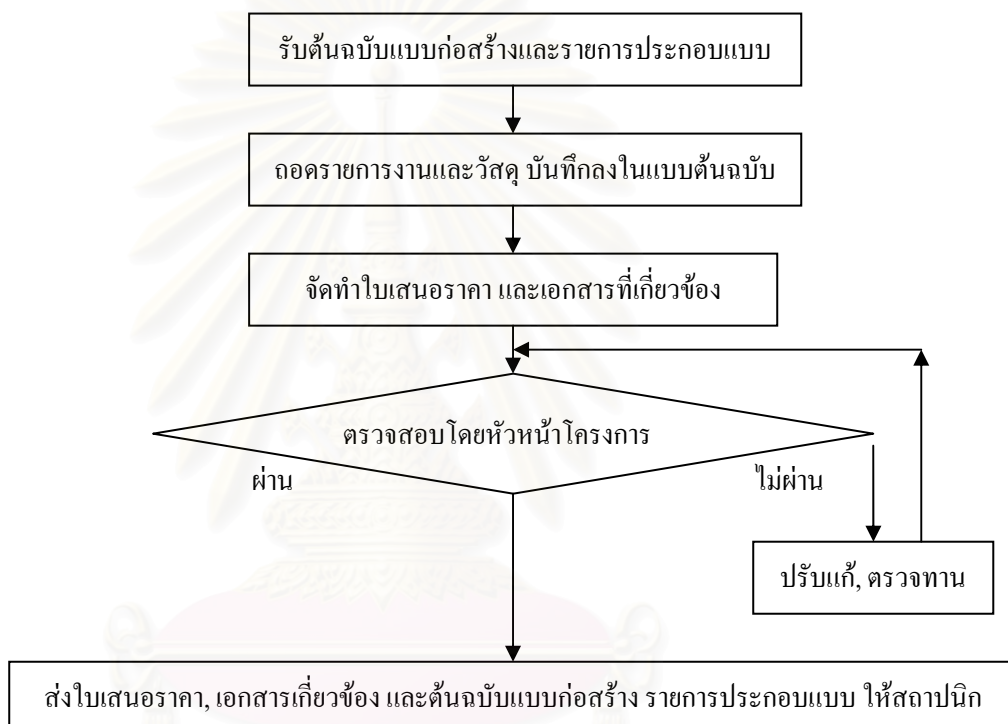 รับต้นฉบับแบบก่อสร้างและรายการประกอบแบบ
ถอดรายการงานและวัสดุ บันทึกลงในแบบต้นฉบับ
จัดทำใบเสนอราคา และเอกสารที่เกี่ยวข้อง
ตรวจสอบโดยหัวหน้าโครงการ
ผ่าน
ไม่ผ่าน
ปรับแก้, ตรวจทาน
ส่งใบเสนอราคา, เอกสารเกี่ยวข้อง และต้นฉบับแบบก่อสร้าง รายการประกอบแบบ ให้สถาปนิก